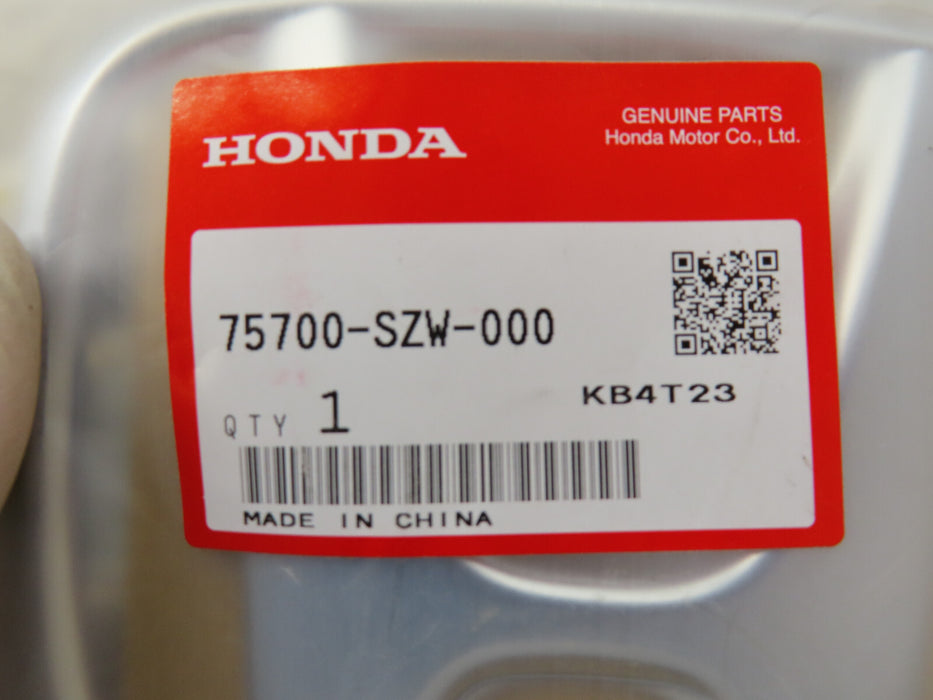 HONDA
GENUINE PARTS
Honda Motor Co., Ltd.
75700-SZW-000
KB4T23
QTY 1
MADE IN CHINA